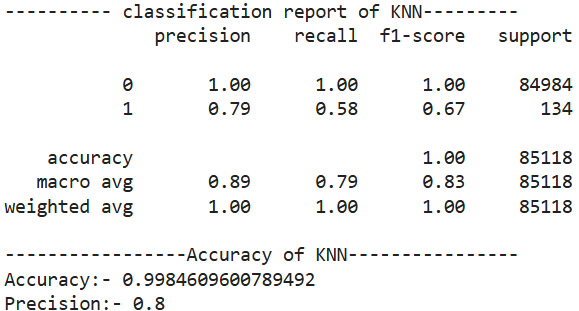 ---------- classification report of KNN---------
precision recall f1-score support
0 1.00 1.00 1.00 84984
1 0.79 0.58 0.67 134
accuracy 1.00 85118
macro avg 0.89 0.79 0.83 85118
weighted avg 1.00 1.00 1.00 85118
-----------------Accuracy of KNN----------------
Accuracy:- 0.9984609600789492
Precision:- 0.8